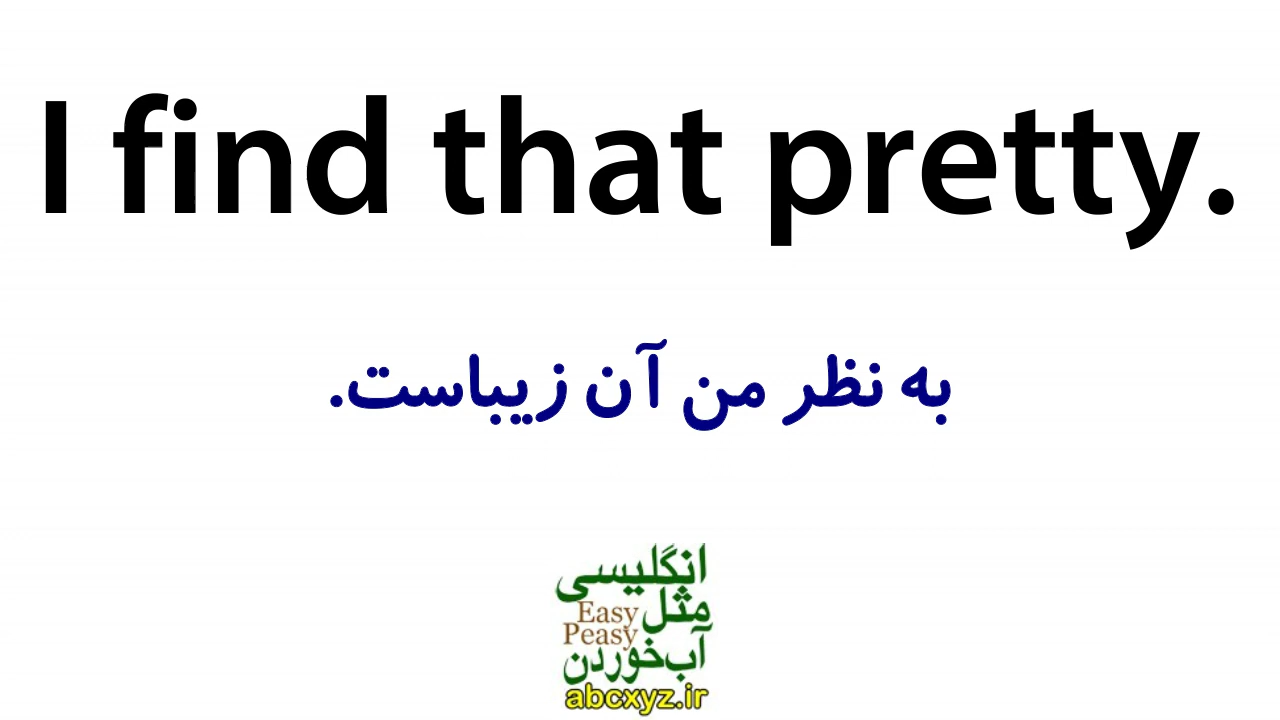 I find that pretty.
به نظر من آن زیباست.
انگلیسی
مثل
Easy
Peasy
آب‌خوردن
abcxyz.ir